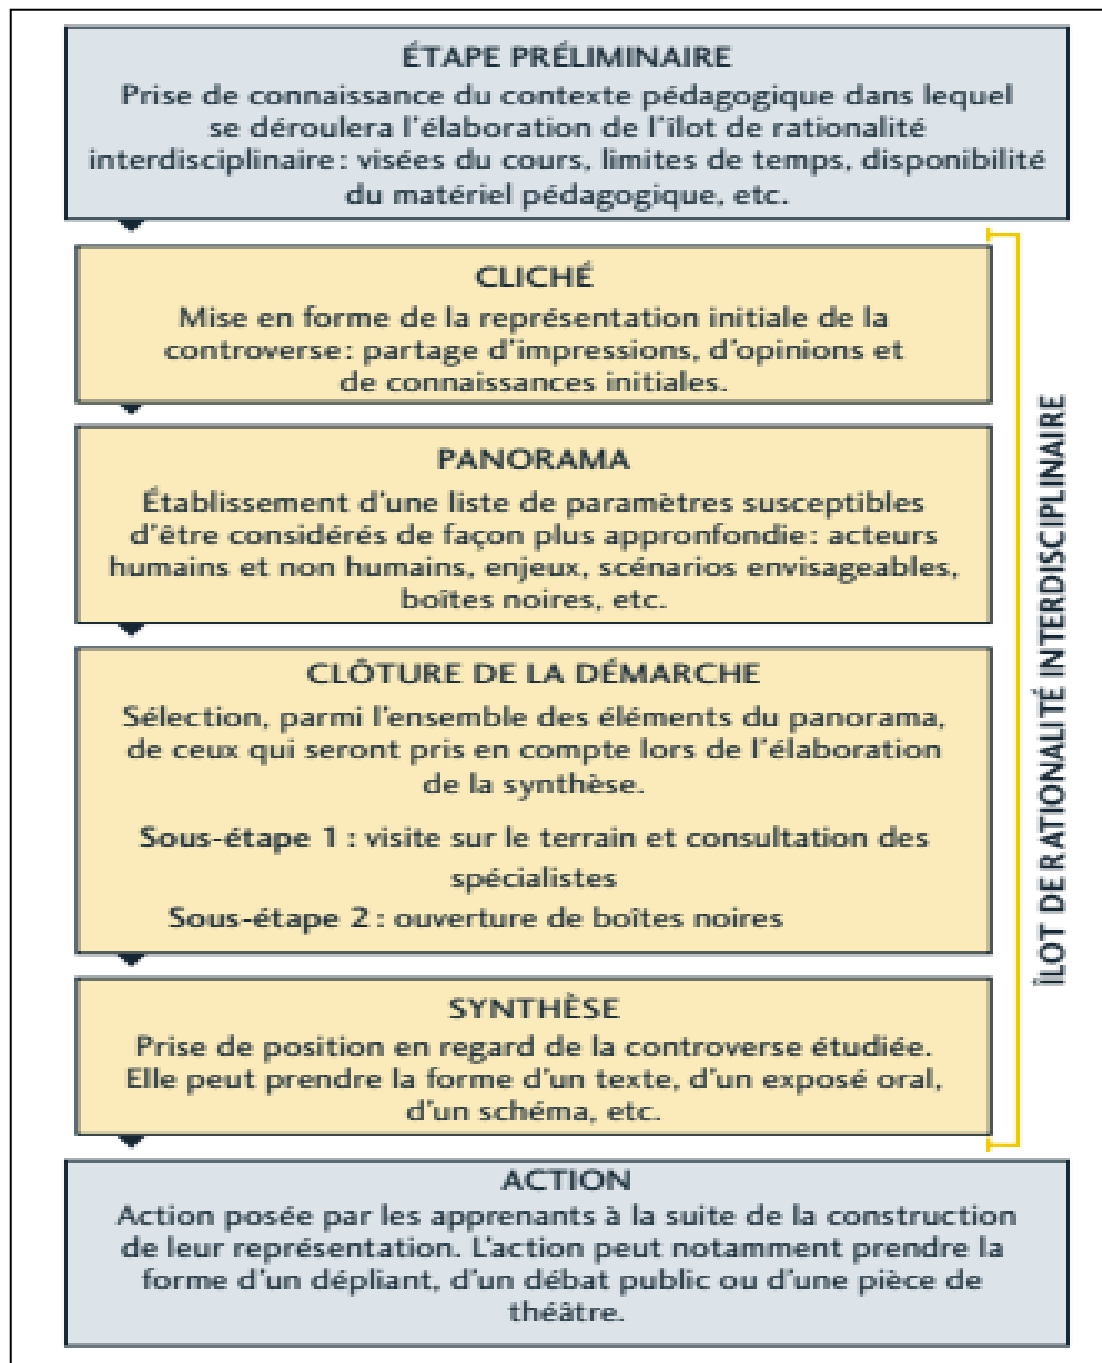 ÉTAPE PRÉLIMINAIRE
Prise de connaissance du contexte pédagogique dans lequel
se déroulera l'élaboration de l'îlot de rationalité
interdisciplinaire : visées du cours, limites de temps, disponibilité
du matériel pédagogique, etc.
CLICHÉ
Mise en forme de la représentation initiale de la
controverse : partage d'impressions, d'opinions et
de connaissances initiales.
PANORAMA
Établissement d'une liste de paramètres susceptibles
d'être considérés de façon plus appronfondie : acteurs
humains et non humains, enjeux, scénarios envisageables,
boîtes noires, etc.
CLÔTURE DE LA DÉMARCHE
Sélection, parmi l'ensemble des éléments du panorama,
de ceux qui seront pris en compte lors de l'élaboration
de la synthèse.
Sous-étape 1 : visite sur le terrain et consultation des
spécialistes
Sous-étape 2 : ouverture de boîtes noires
SYNTHÈSE
Prise de position en regard de la controverse étudiée.
Elle peut prendre la forme d'un texte, d'un exposé oral,
d'un schéma, etc.
ÎLOT DE RATIONALITÉ INTERDISCIPLINAIRE
ACTION
Action posée par les apprenants à la suite de la construction
de leur représentation. L'action peut notamment prendre la
forme d'un dépliant, d'un débat public ou d'une pièce de
théâtre.